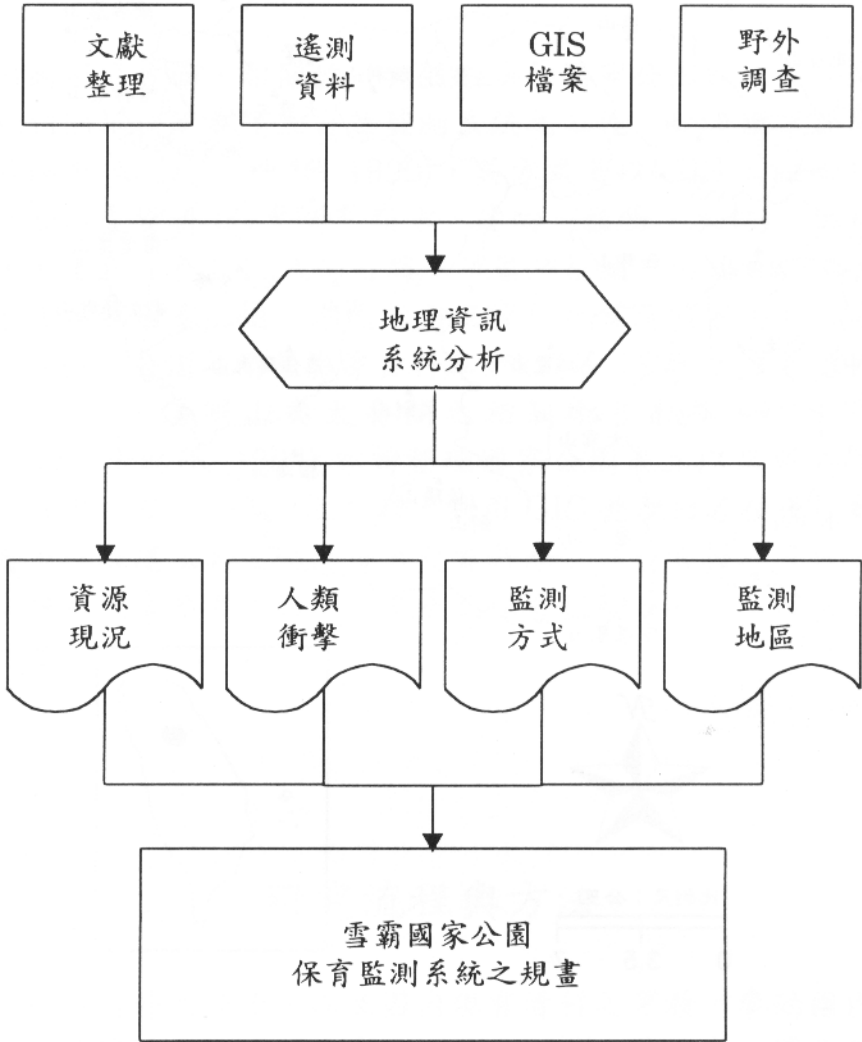 文獻
整理
遙測
資料
GIS
檔案
野外
調查
地理資訊
系統分析
資源
現況
人類
衝擊
監測
方式
監測
地區
雪霸國家公園
保育監測系統之規畫